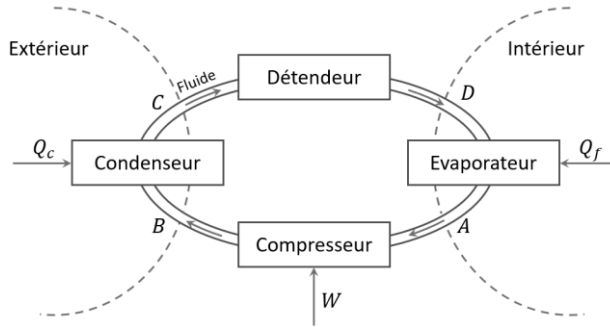 Extérieur
Intérieur
Fluide
Détendeur
C
D
Q_c
Condenseur
Evaporateur
Q_f
B
A
Compresseur
W